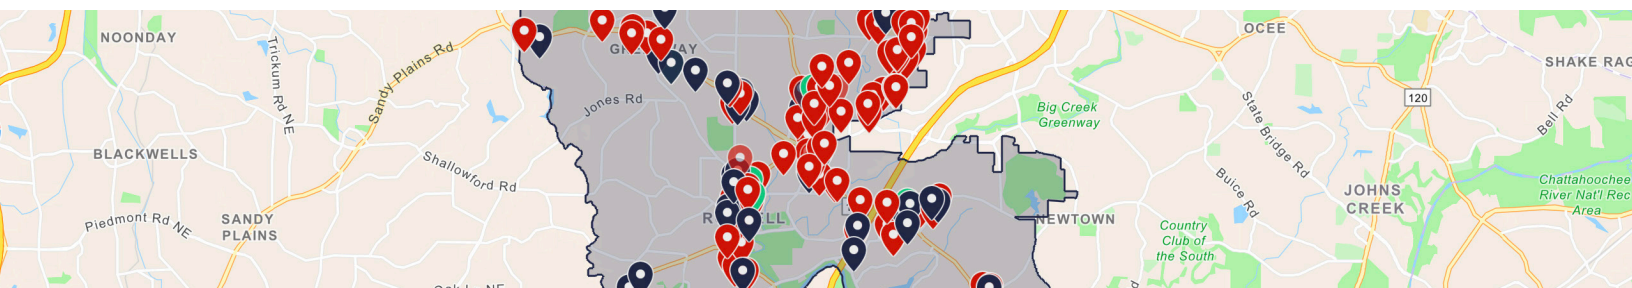 NOONDAY
Trickum Rd NE
Sandy Plains Rd
OCEE
SHAKE RAG
Jones Rd
120
Big Creek
Greenway
State Bridge Rd
Bell Rd
BLACKWELLS
Shallowford Rd
Buice Rd
JOHNS
CREEK
Chattahoochee
River Nat'l Rec
Area
Piedmont Rd NE
SANDY
PLAINS
NEWTOWN
Country
Club of
the South